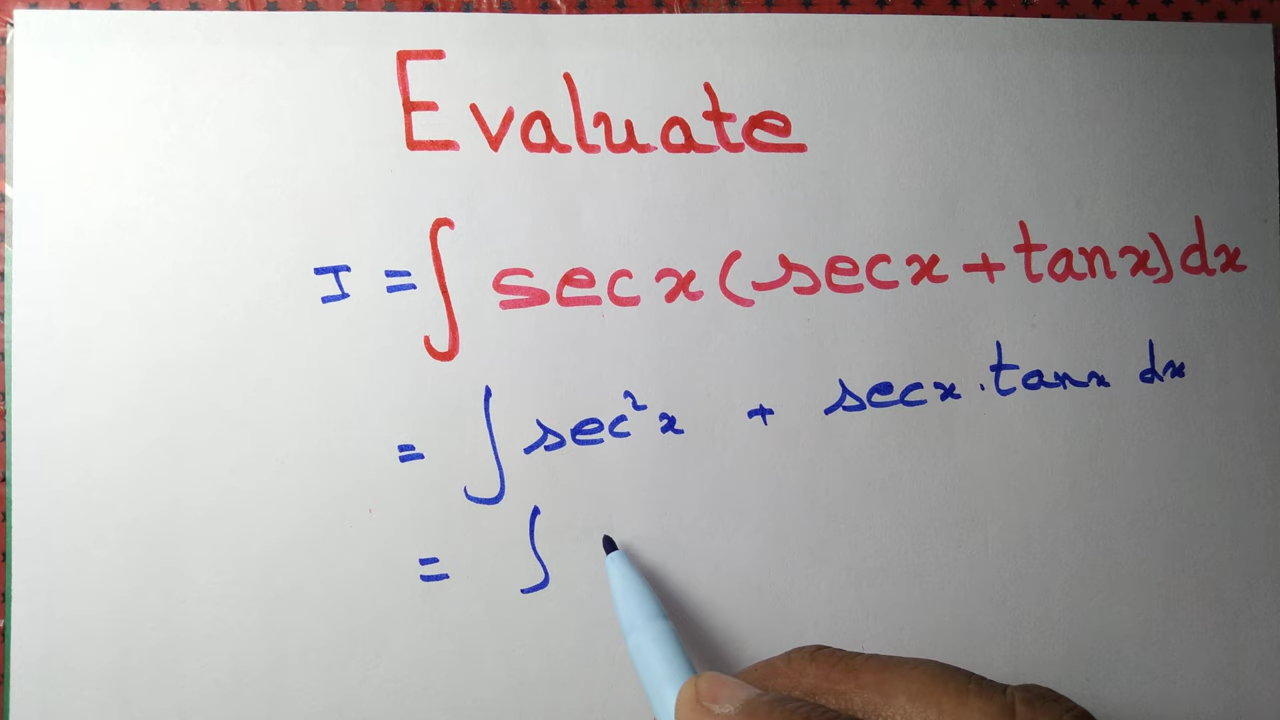 Evaluate
I = ∫ secx(secx+tanx)dx
= ∫ sec²x + secx.tanx dx
= ∫